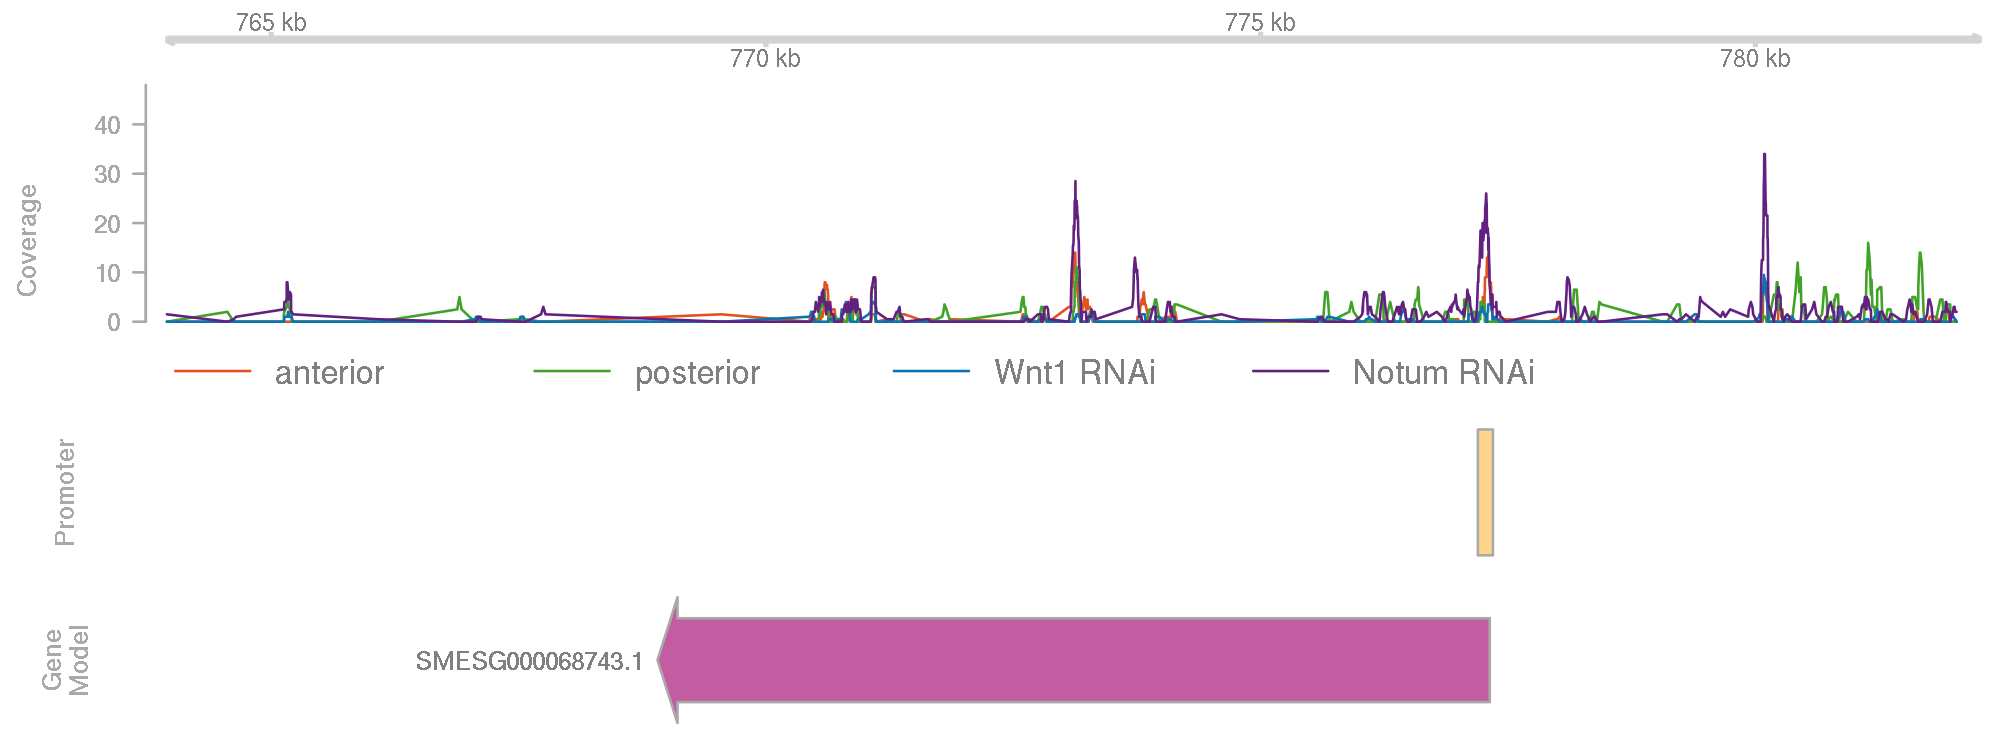 765 kb
775 kb
770 kb
780 kb
Coverage
40
30
20
10
0
anterior posterior Wnt1 RNAi Notum RNAi
Promoter
Gene
Model
SMESG000068743.1